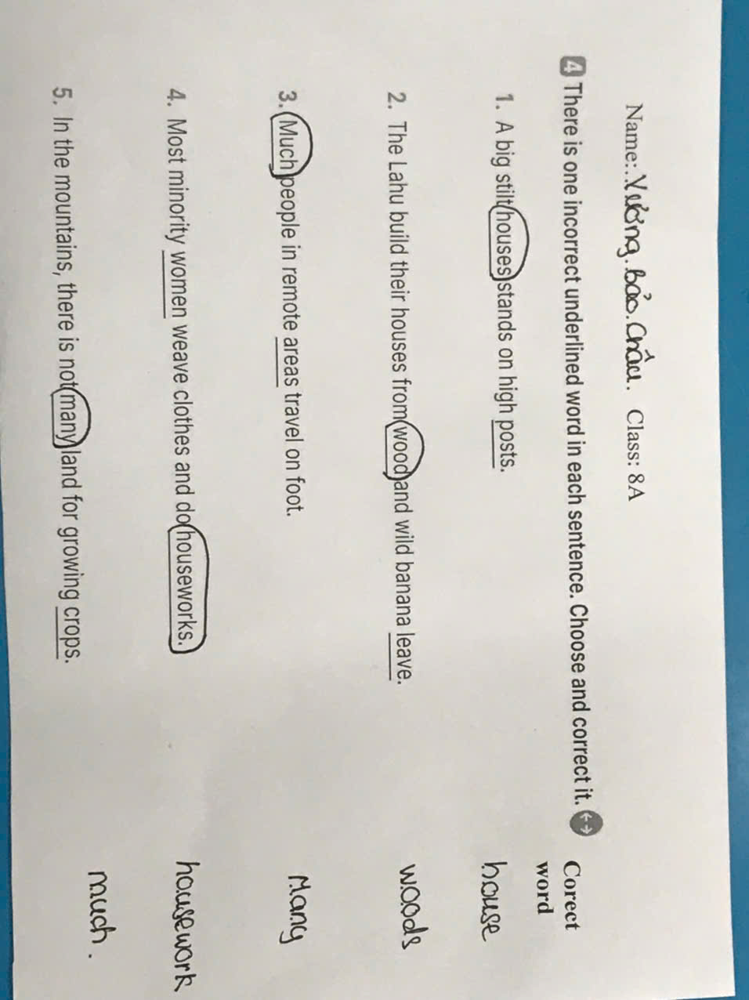 Name:.Vương.bảo.Châu. Class: 8A
4 There is one incorrect underlined word in each sentence. Choose and correct it. Corect word
1. A big stilt houses stands on high posts. house
2. The Lahu build their houses from wood and wild banana leave. woods
3. Much people in remote areas travel on foot. Many
4. Most minority women weave clothes and do houseworks. housework
5. In the mountains, there is not many land for growing crops. much.